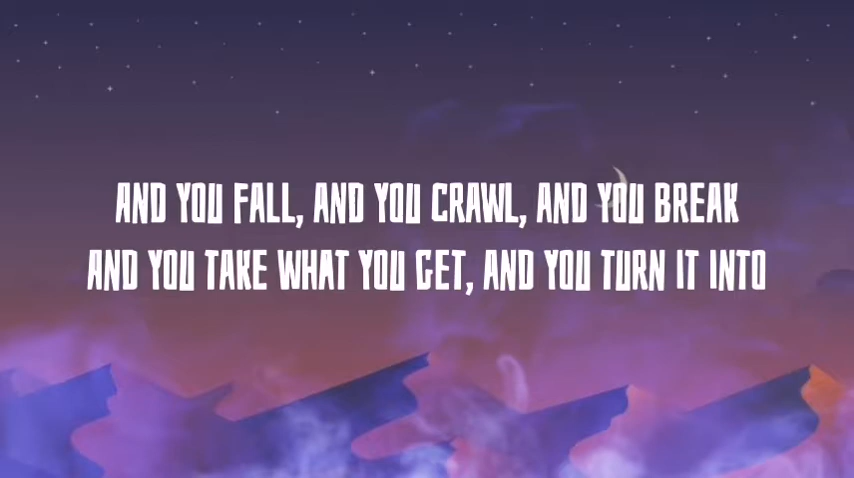 AND YOU FALL, AND YOU CRAWL, AND YOU BREAK
AND YOU TAKE WHAT YOU GET, AND YOU TURN IT INTO